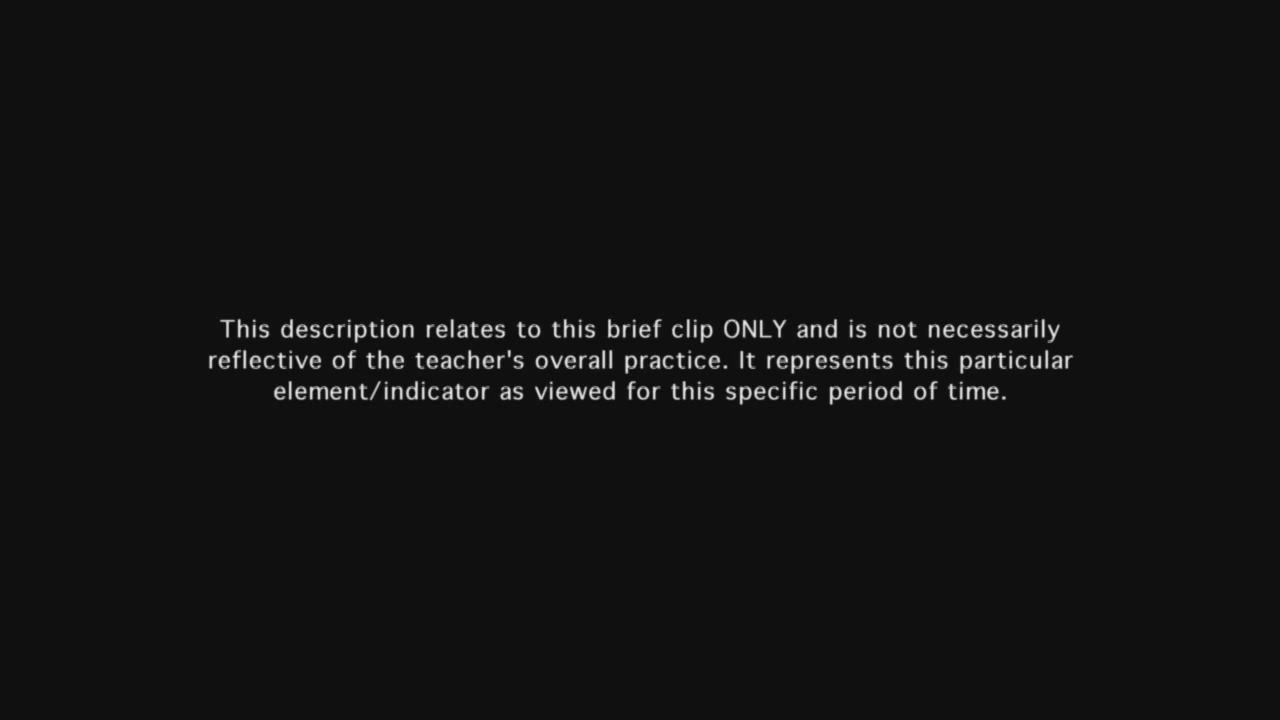 This description relates to this brief clip ONLY and is not necessarily
reflective of the teacher's overall practice. It represents this particular
element/indicator as viewed for this specific period of time.